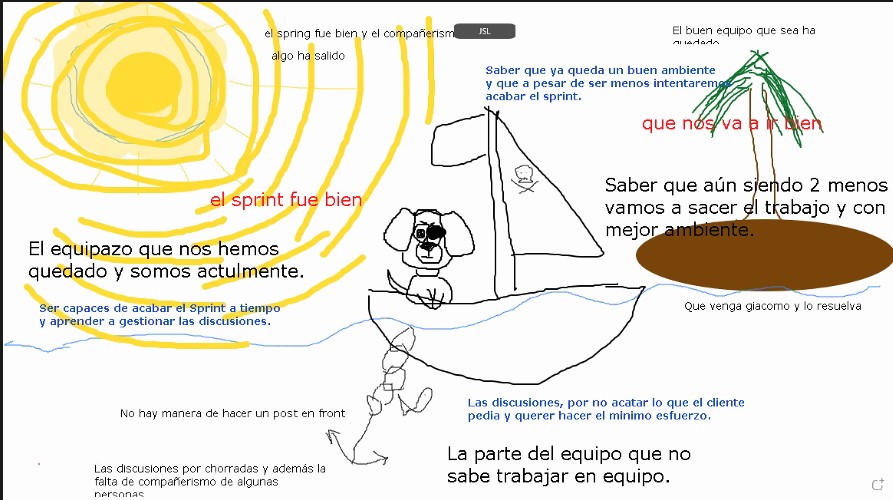 el spring fue bien y el compañerism
JSL
algo ha salido
El buen equipo que sea ha
quedado
Saber que ya queda un buen ambiente
y que a pesar de ser menos intentaremos
acabar el sprint.
que nos va a ir bien
el sprint fue bien
Saber que aún siendo 2 menos
vamos a sacer el trabajo y con
mejor ambiente.
El equipazo que nos hemos
quedado y somos actulmente.
Ser capaces de acabar el Sprint a tiempo
y aprender a gestionar las discusiones.
Que venga giacomo y lo resuelva
No hay manera de hacer un post en front
Las discusiones, por no acatar lo que el cliente
pedia y querer hacer el minimo esfuerzo.
La parte del equipo que no
sabe trabajar en equipo.
Las discusiones por chorradas y además la
falta de compañerismo de algunas
personas